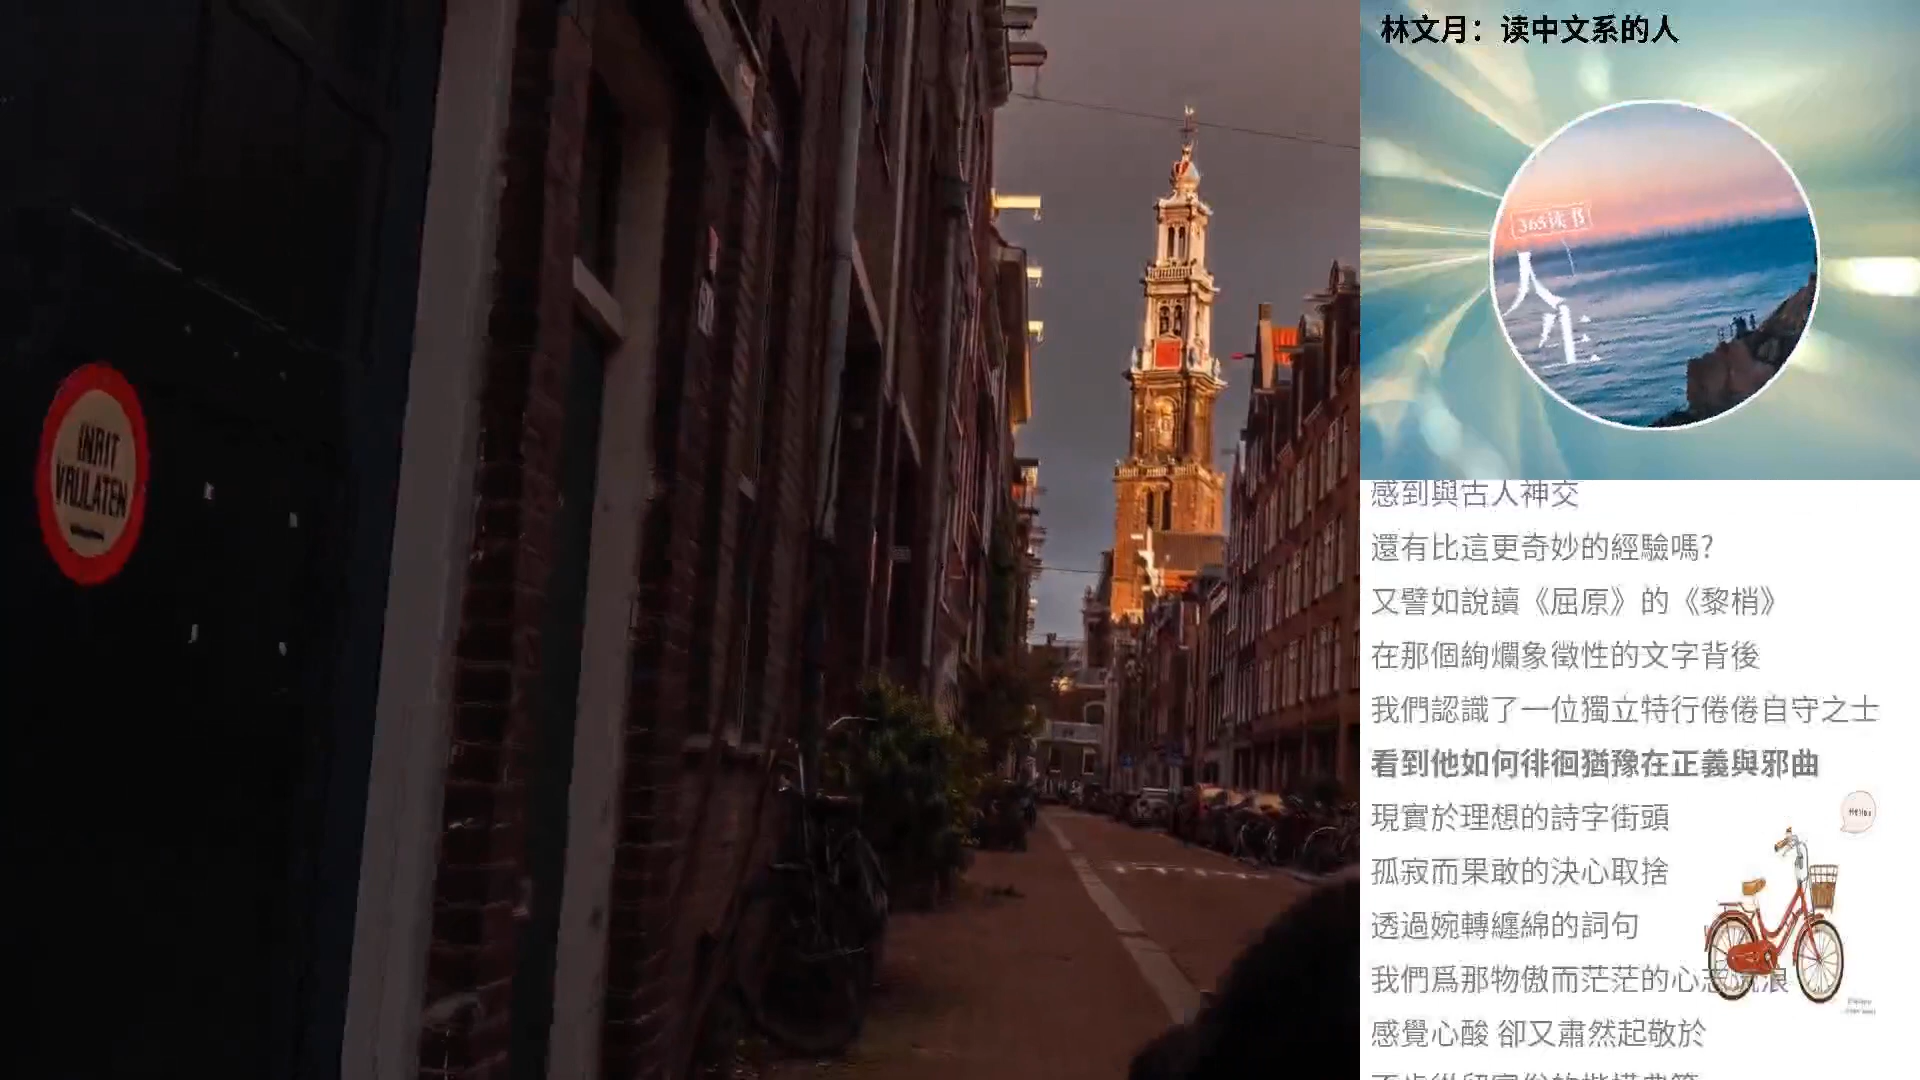 INRIT
VRIJLATEN
林文月：读中文系的人
365读书
人生
感到與古人神交
還有比這更奇妙的經驗嗎?
又譬如說讀《屈原》的《黎梢》
在那個絢爛象徵性的文字背後
我們認識了一位獨立特行倦倦自守之士
看到他如何徘徊猶豫在正義與邪曲
現實於理想的詩字街頭
孤寂而果敢的決心取捨
透過婉轉纏綿的詞句
我們爲那物傲而茫茫的心志流浪
感覺心酸 卻又肅然起敬於
Hello